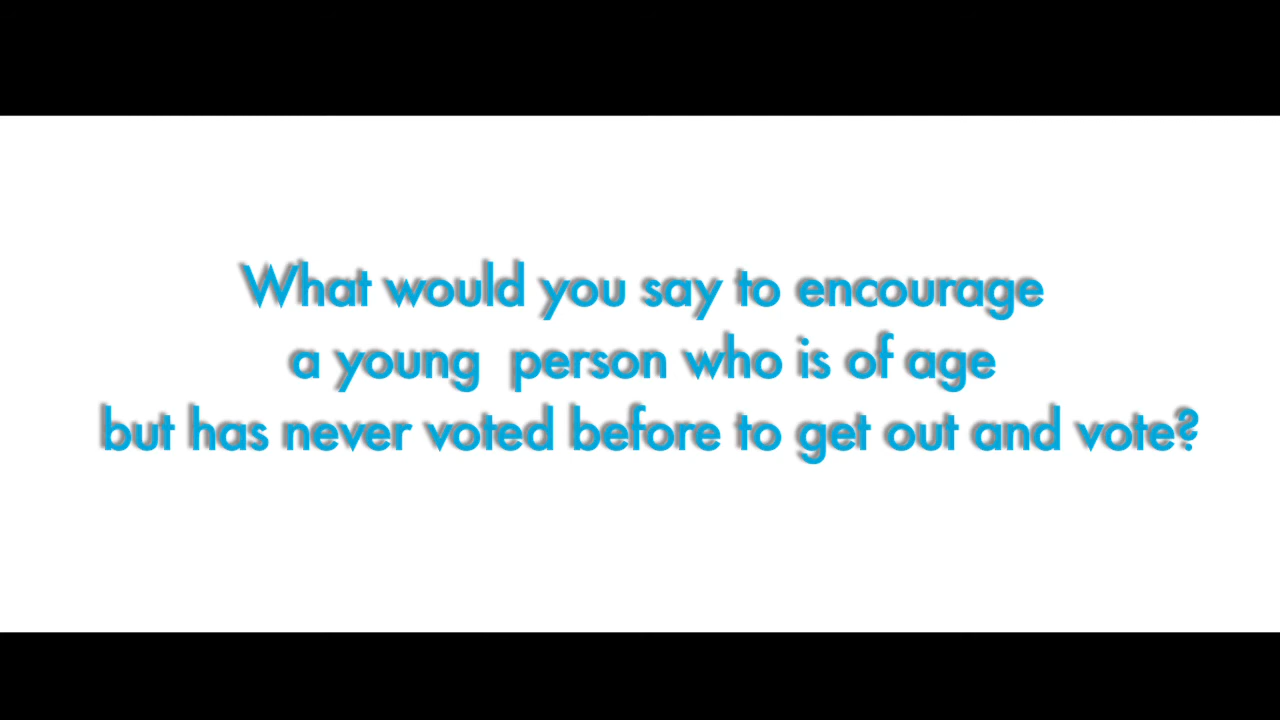 What would you say to encourage
a young person who is of age
but has never voted before to get out and vote?